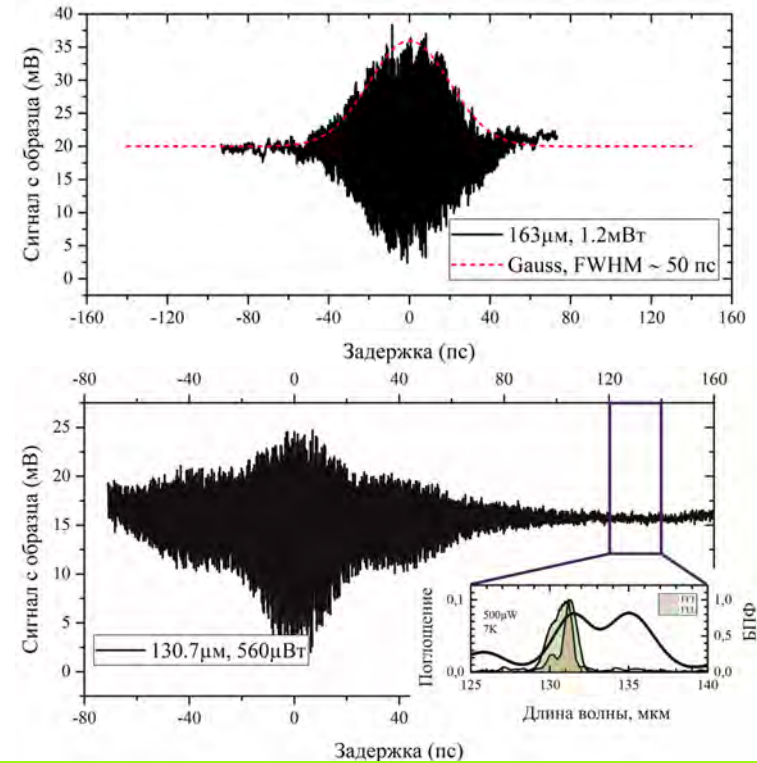 40
35
30
25
20
15
10
5
0
Сигнал с образца (мВ)
163μм, 1.2мВт
Gauss, FWHM ~ 50 пс
-160 -120 -80 -40 0 40 80 120 160
Задержка (пс)
-80 -40 0 40 80 120 160
25
20
15
10
5
0
Сигнал с образца (мВ)
130.7μм, 560μВт
-80 -40 0 40
Задержка (пс)
Поглощение
0,1
0,0
500μW
7K
1,0
0,5
0,0
БПФ
125 130 135 140
Длина волны, мкм